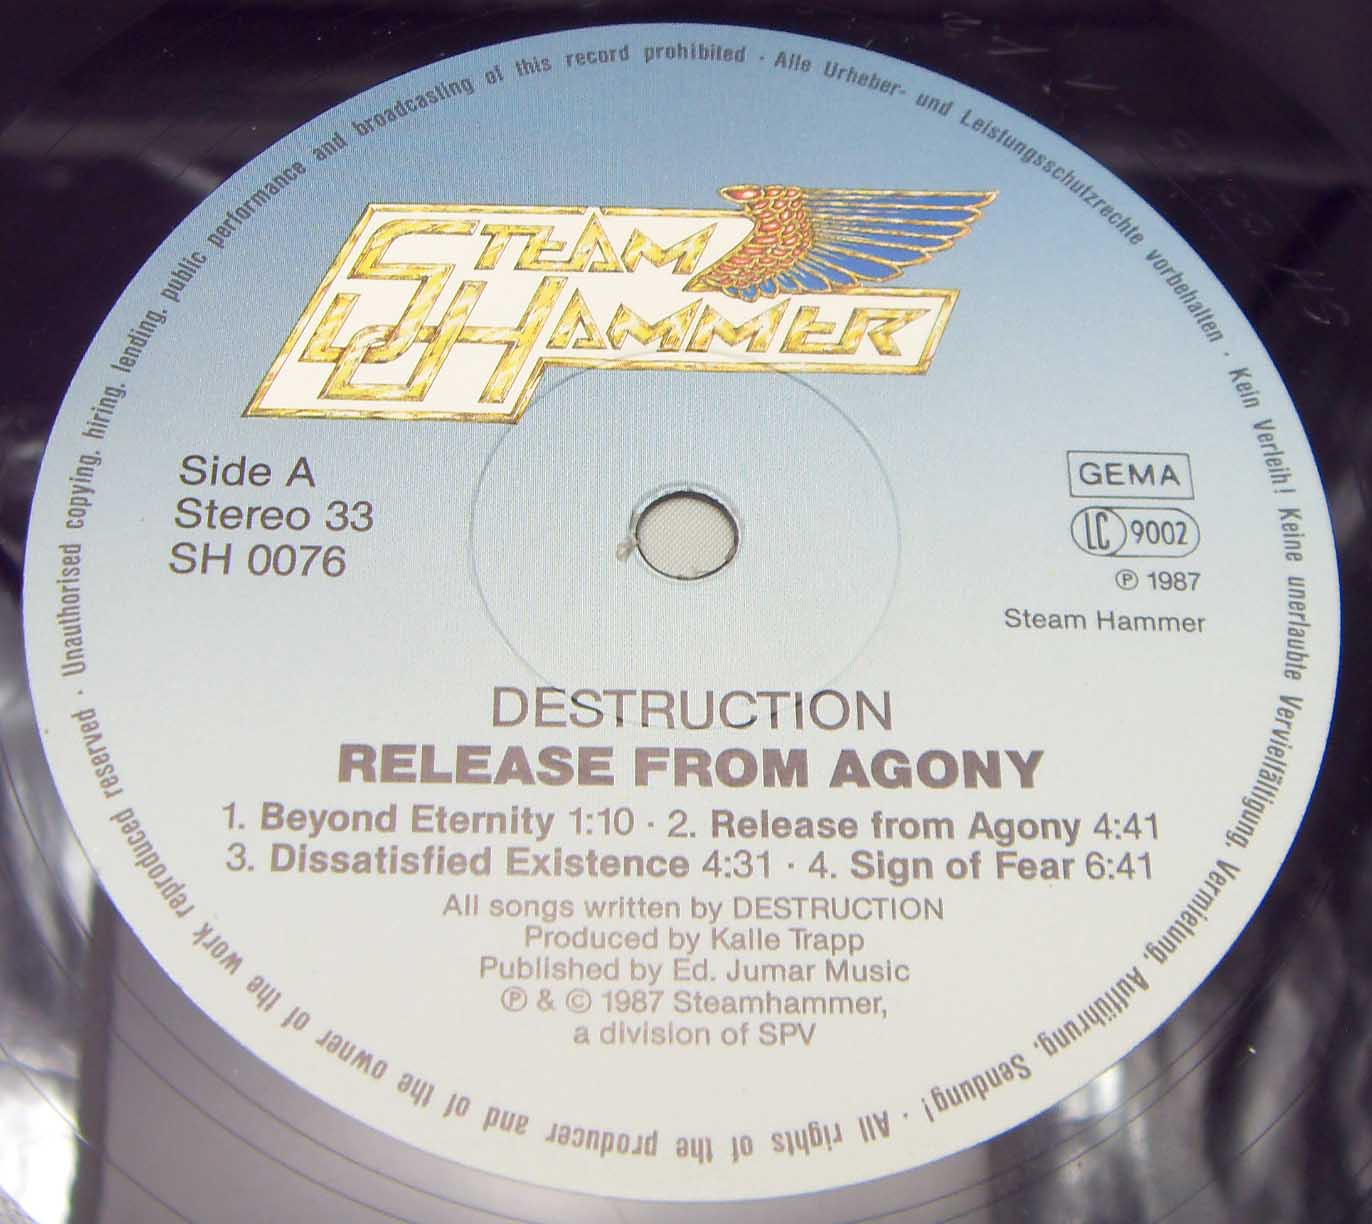 STEAM
HAMMER
Side A
Stereo 33
SH 0076
GEMA
LC 9002
℗ 1987
Steam Hammer
DESTRUCTION
RELEASE FROM AGONY
1. Beyond Eternity 1:10 · 2. Release from Agony 4:41
3. Dissatisfied Existence 4:31 · 4. Sign of Fear 6:41
All songs written by DESTRUCTION
Produced by Kalle Trapp
Published by Ed. Jumar Music
℗ & © 1987 Steamhammer,
a division of SPV
All rights of the producer and of the owner of the work reproduced reserved · Unauthorised copying, hiring, lending, public performance and broadcasting of this record prohibited · Alle Urheber- und Leistungsschutzrechte vorbehalten · Kein Verleih! Keine unerlaubte Vervielfältigung, Vermietung, Aufführung, Sendung! ·